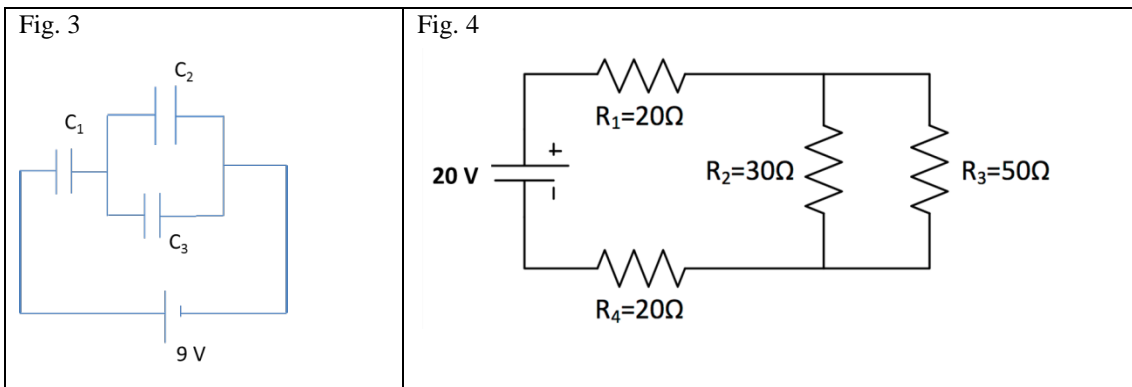 Fig. 3
C₂
C₁
C₃
9 V
Fig. 4
R₁=20Ω
+
20 V
R₂=30Ω
R₃=50Ω
R₄=20Ω